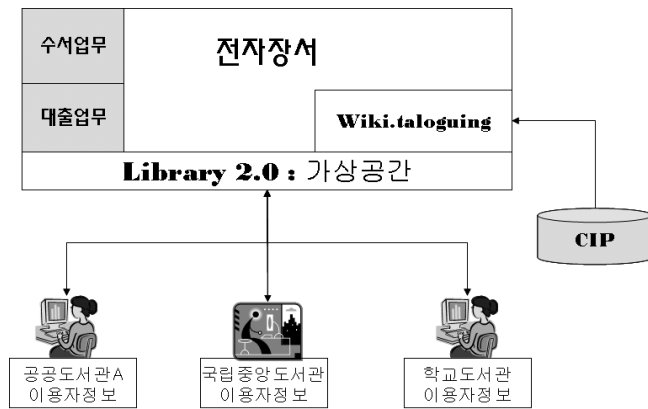 수서업무
전자장서
대출업무
Wiki.taloguing
Library 2.0 : 가상공간
CIP
공공도서관A
이용자정보
국립중앙도서관
이용자정보
학교도서관
이용자정보